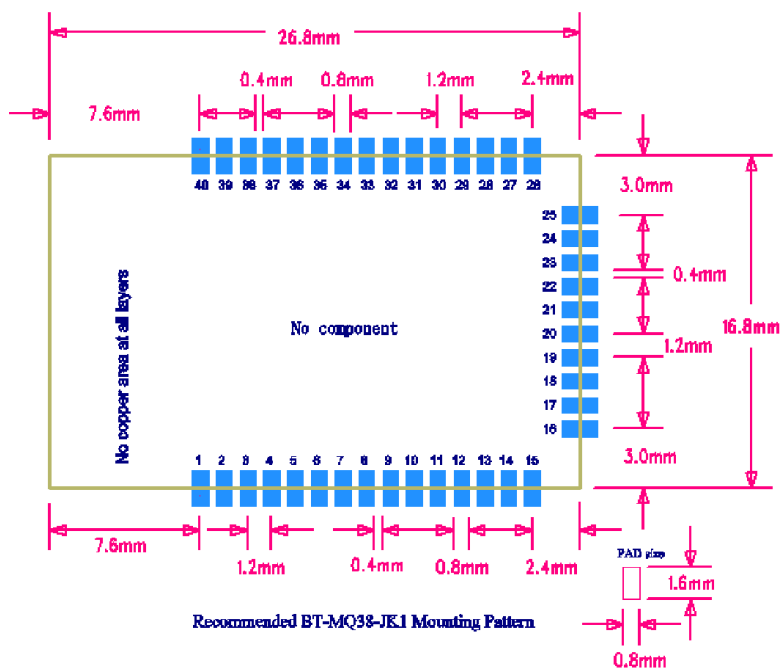 26.8mm
0.4mm 0.8mm 1.2mm 2.4mm
7.6mm
40 39 38 37 36 35 34 33 32 31 30 29 28 27 26
3.0mm
25
24
23
0.4mm
22
21
No component
16.8mm
20
1.2mm
19
18
17
16
No copper area at all layers
1 2 3 4 5 6 7 8 9 10 11 12 13 14 15
3.0mm
7.6mm
1.2mm 0.4mm 0.8mm 2.4mm
PAD size
1.6mm
0.8mm
Recommended BT-MQ38-JK1 Mounting Pattern